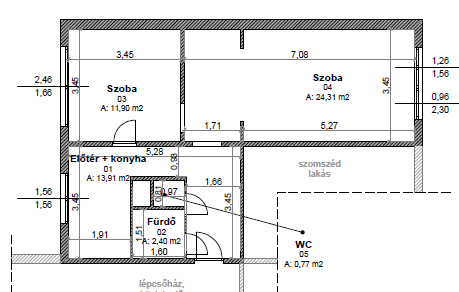 3,45
7,08
2,46
1,66
3,45
Szoba
03
A: 11,90 m2
Szoba
04
A: 24,31 m2
3,45
1,26
1,56
0,96
2,30
1,71
5,27
5,28
Előtér + konyha
01
A: 13,91 m2
0,93
szomszéd
lakás
1,56
1,56
3,45
0,81
0,97
1,66
3,45
Fürdő
02
A: 2,40 m2
1,51
1,91
1,60
WC
05
A: 0,77 m2
lépcsőház,